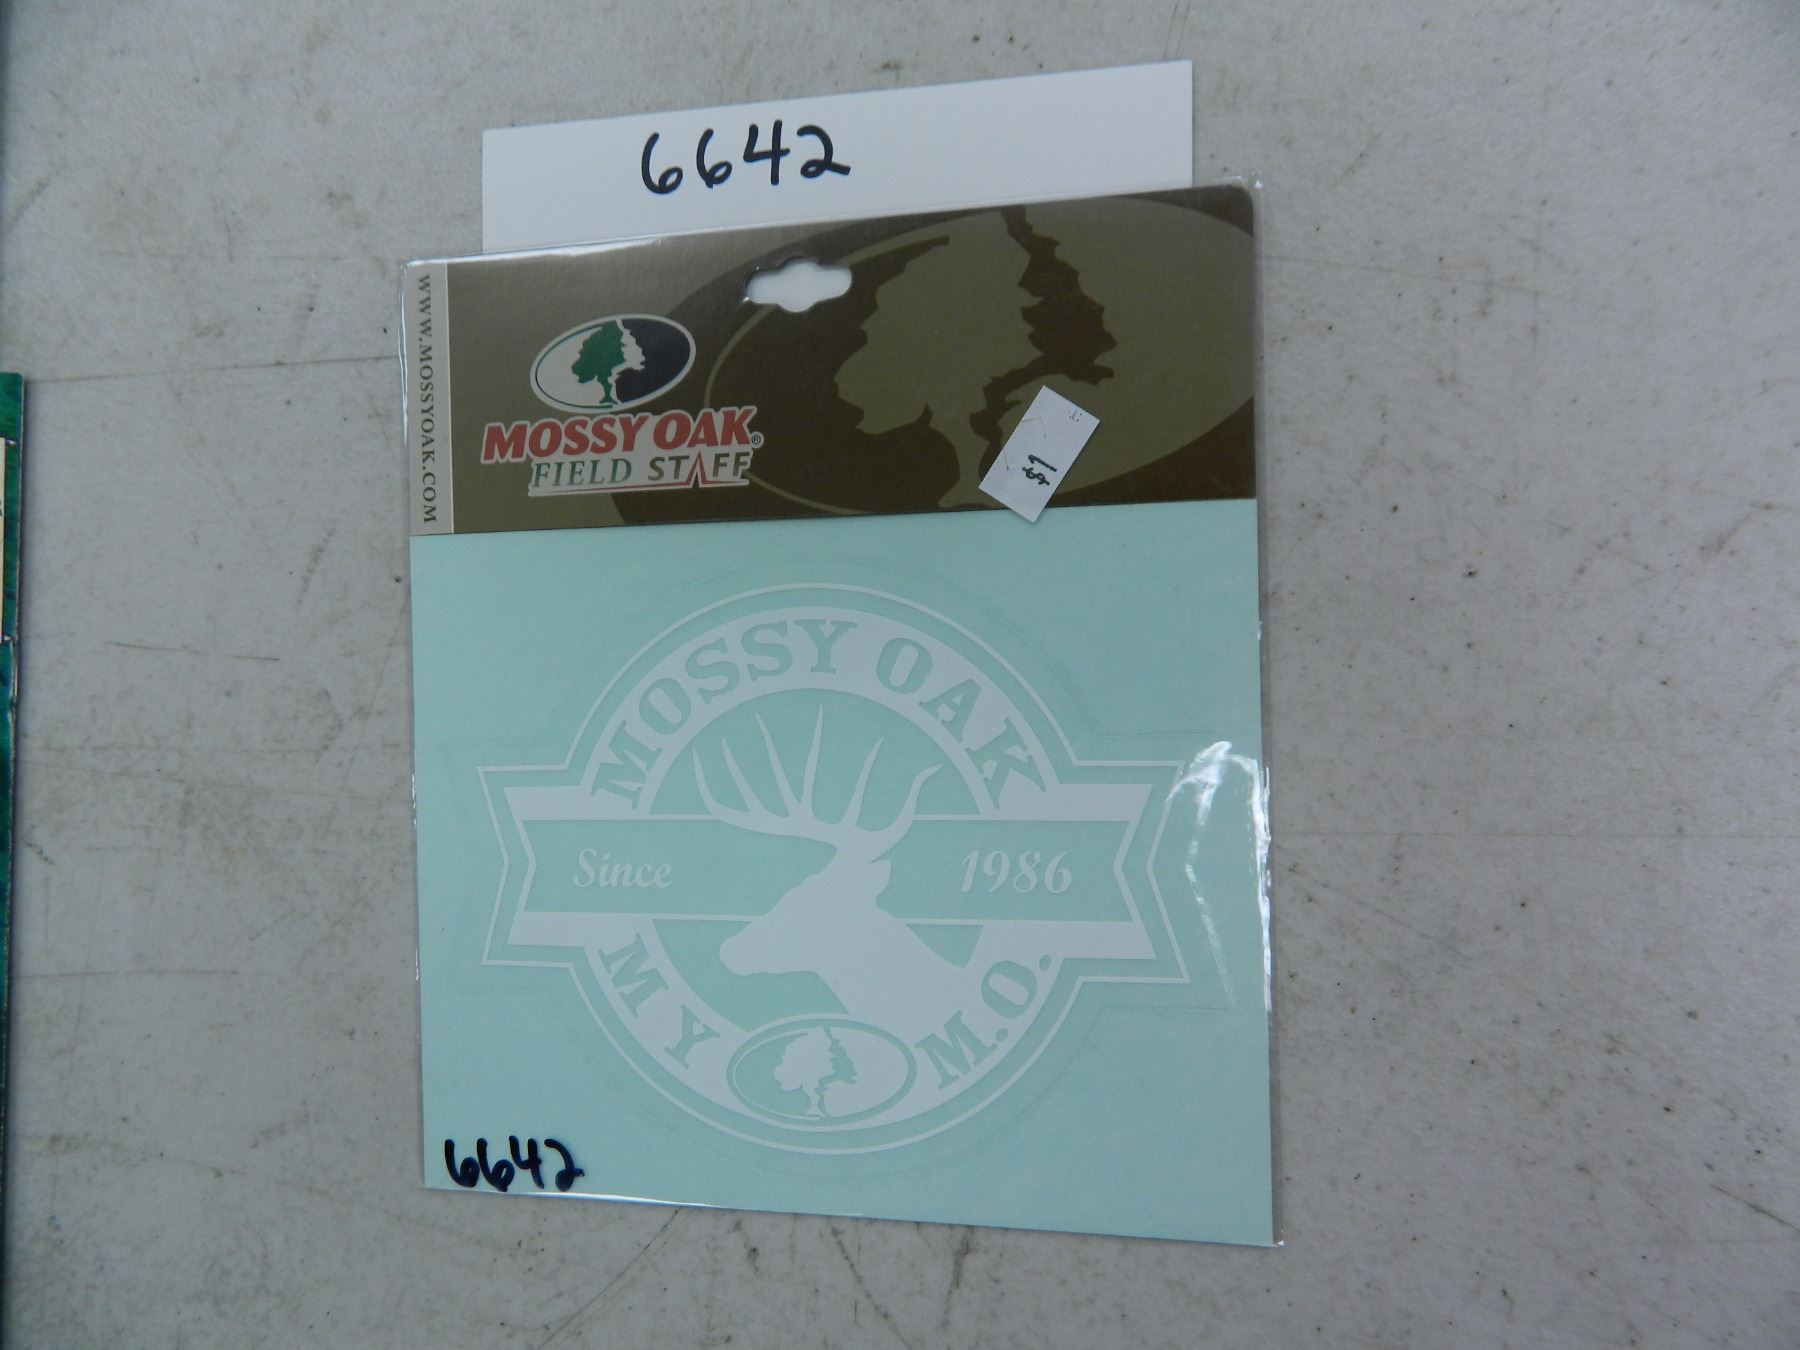 6642
WWW.MOSSYOAK.COM
MOSSY OAK®
FIELD STAFF
$1
MOSSY OAK
Since 1986
MY M.O.
6642